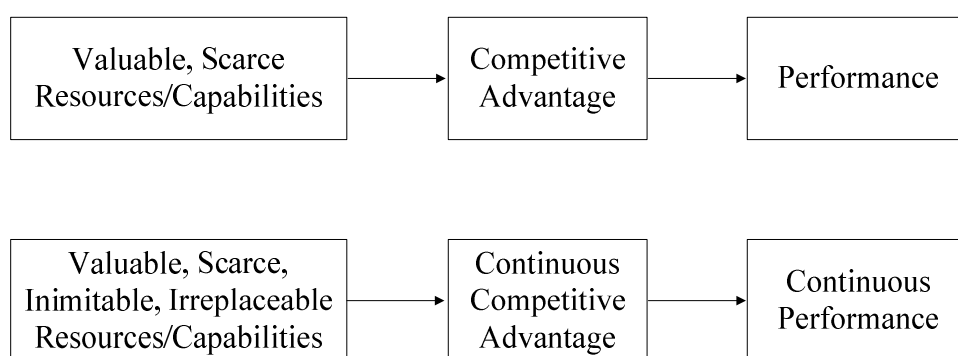 Valuable, Scarce
Resources/Capabilities
Competitive
Advantage
Performance
Valuable, Scarce,
Inimitable, Irreplaceable
Resources/Capabilities
Continuous
Competitive
Advantage
Continuous
Performance